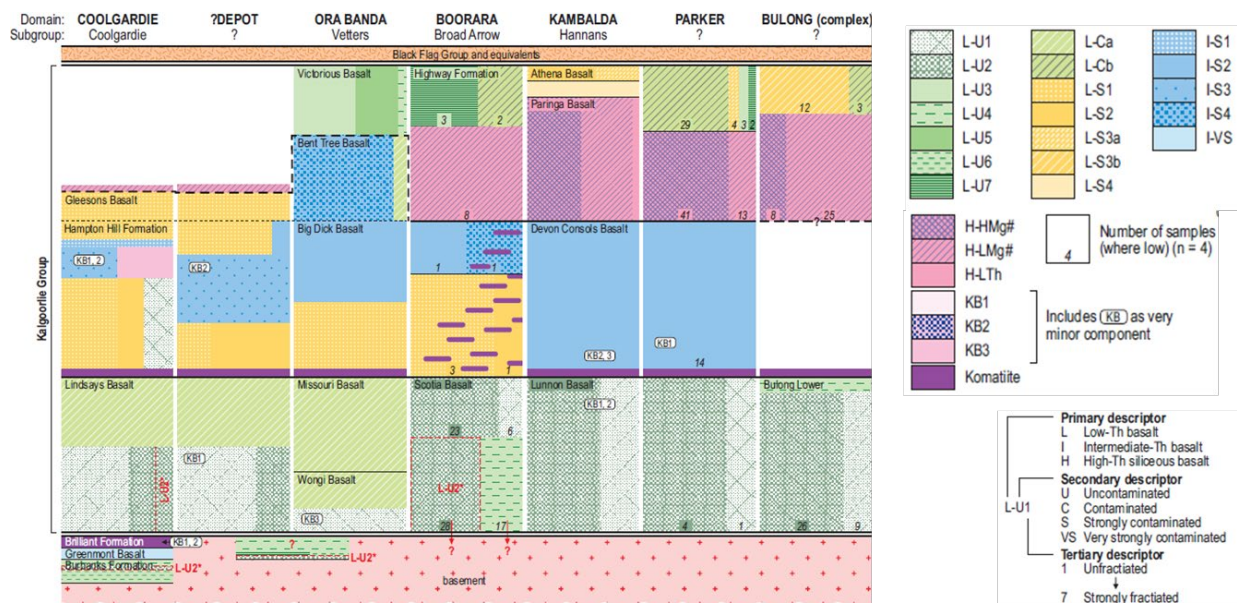 Domain: COOLGARDIE ?DEPOT ORA BANDA BOORARA KAMBALDA PARKER BULONG (complex)
Subgroup: Coolgardie ? Vetters Broad Arrow Hannans ? ?
Black Flag Group and equivalents
Victorious Basalt Highway Formation Athena Basalt
Paringa Basalt
12 3
3 2 29 4 3 2
Bent Tree Basalt
Gleesons Basalt
8 41 13 8 25
?
Hampton Hill Formation Big Dick Basalt Devon Consols Basalt
KB1, 2 KB2
1 1
Kalgoorlie Group
KB2, 3 KB1
3 1 14
Lindsays Basalt Missouri Basalt Scotia Basalt Lunnon Basalt Bulong Lower
KB1, 2
23 6
KB1
L-U2*
Wongi Basalt L-U2*
KB3
28 17 4 1 26 9
Brilliant Formation KB1, 2 ? ? ?
Greenmont Basalt
Burbanks Formation L-U2* L-U2*
basement
L-U1 L-Ca I-S1
L-U2 L-Cb I-S2
L-U3 L-S1 I-S3
L-U4 L-S2 I-S4
L-U5 L-S3a I-VS
L-U6 L-S3b
L-U7 L-S4
H-HMg#
H-LMg#
H-LTh
4
Number of samples
(where low) (n = 4)
KB1
KB2
KB3
Komatiite
Includes KB as very
minor component
Primary descriptor
L Low-Th basalt
I Intermediate-Th basalt
H High-Th siliceous basalt
Secondary descriptor
U Uncontaminated
C Contaminated
S Strongly contaminated
VS Very strongly contaminated
L-U1
Tertiary descriptor
1 Unfractiated
7 Strongly fractiated